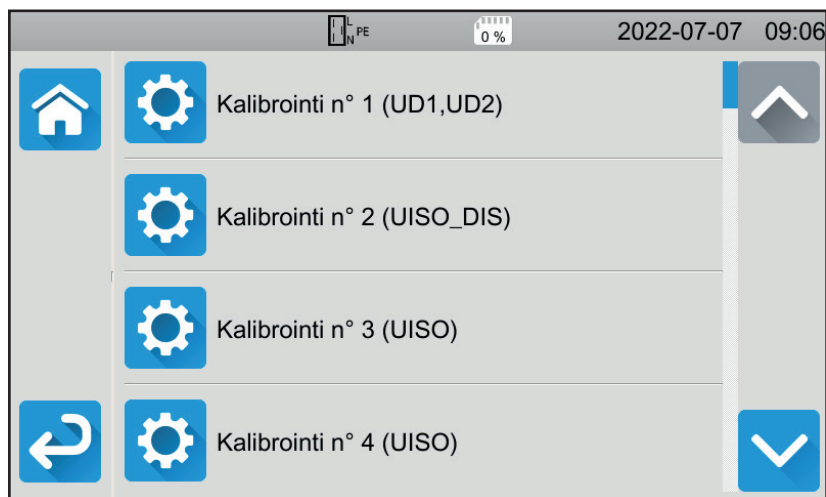 L
N PE
0 %
2022-07-07 09:06
Kalibrointi n° 1 (UD1,UD2)
Kalibrointi n° 2 (UISO_DIS)
Kalibrointi n° 3 (UISO)
Kalibrointi n° 4 (UISO)